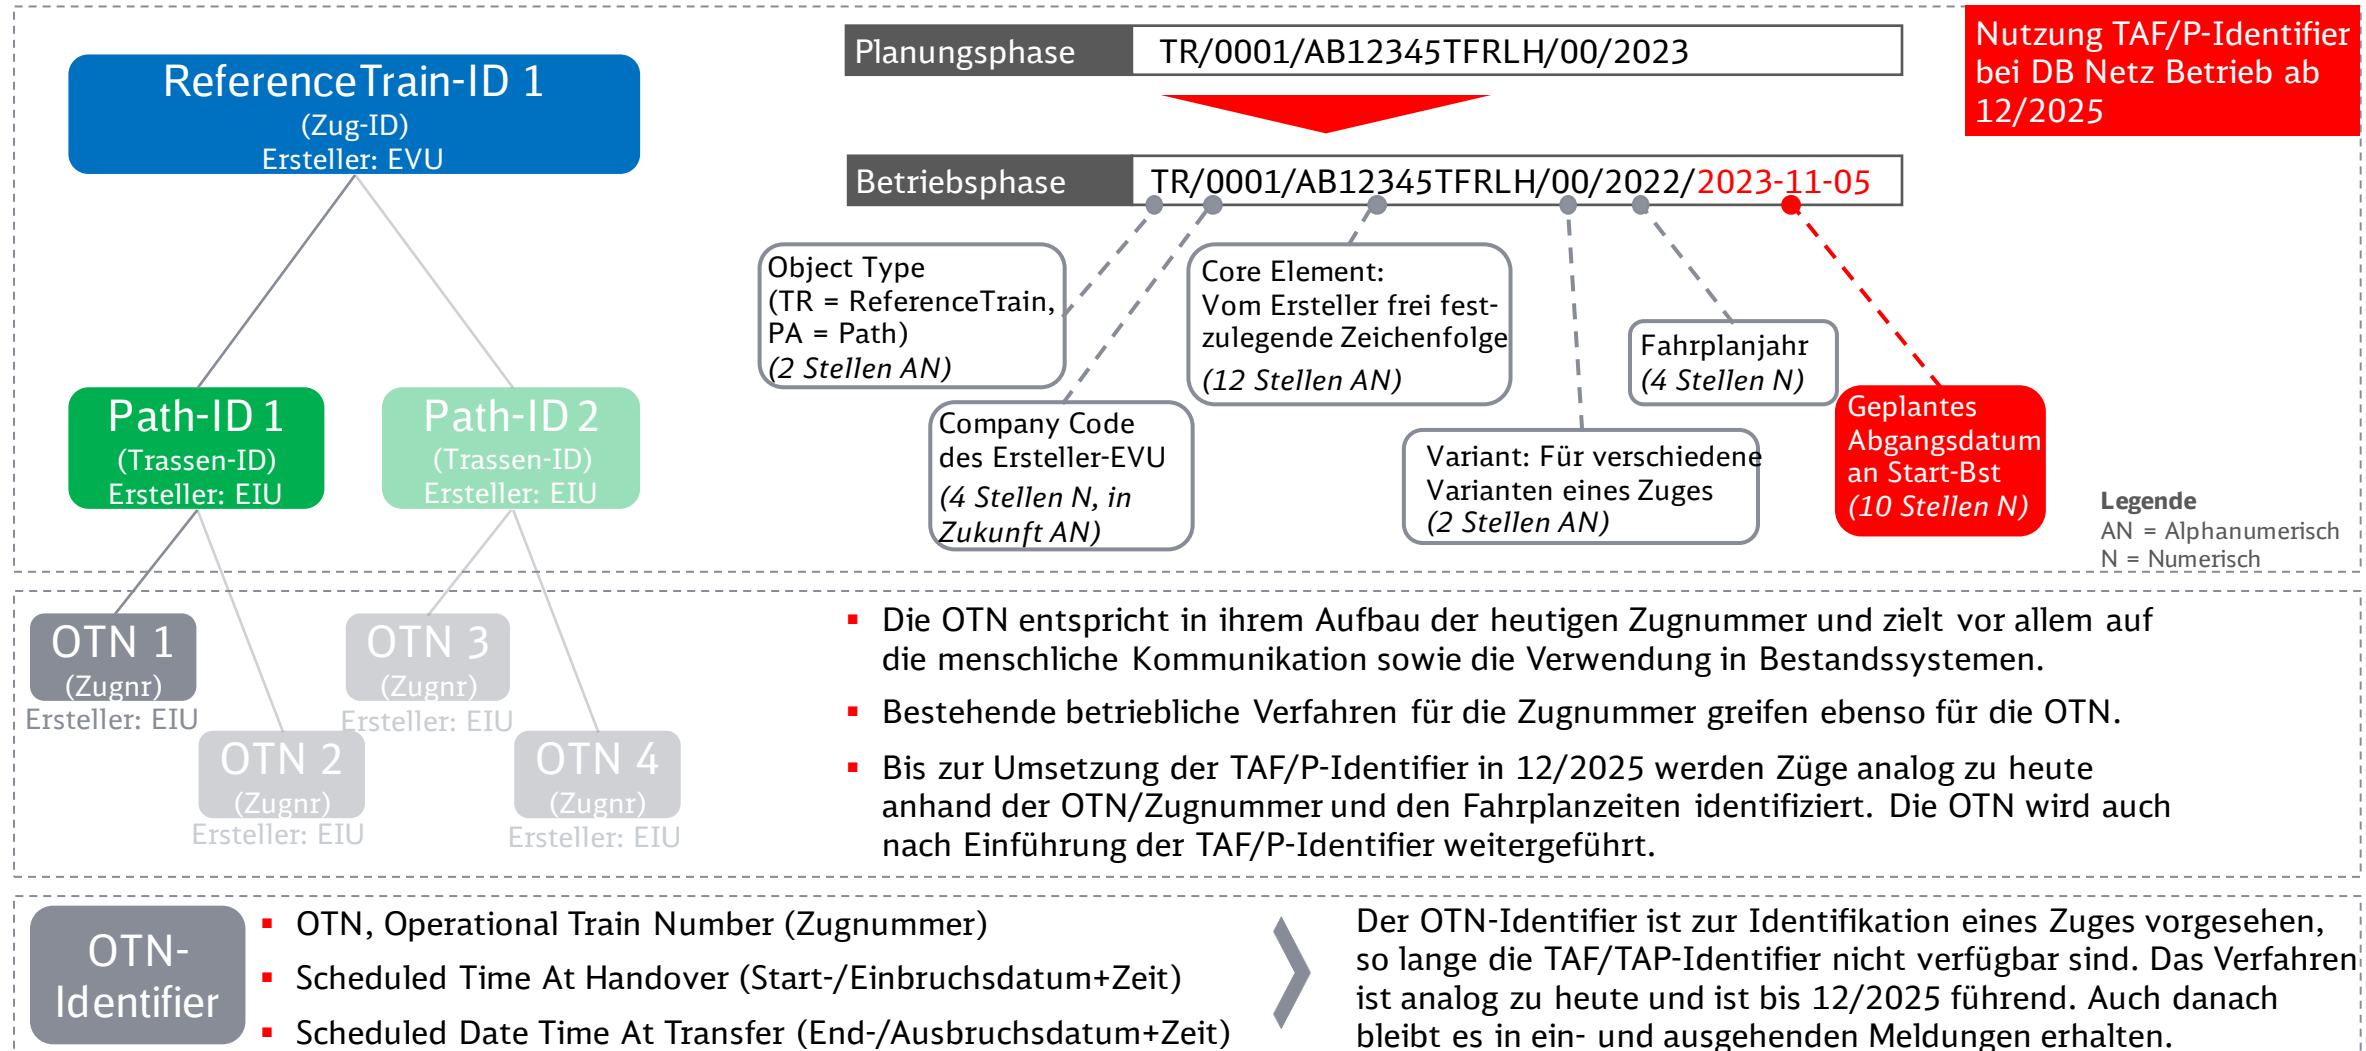 ReferenceTrain-ID 1
(Zug-ID)
Ersteller: EVU
Planungsphase
TR/0001/AB12345TFRLH/00/2023
Nutzung TAF/P-Identifier
bei DB Netz Betrieb ab
12/2025
Betriebsphase
TR/0001/AB12345TFRLH/00/2022/2023-11-05
Object Type
(TR = ReferenceTrain,
PA = Path)
(2 Stellen AN)
Core Element:
Vom Ersteller frei fest-
zulegende Zeichenfolge
(12 Stellen AN)
Fahrplanjahr
(4 Stellen N)
Company Code
des Ersteller-EVU
(4 Stellen N, in
Zukunft AN)
Variant: Für verschiedene
Varianten eines Zuges
(2 Stellen AN)
Geplantes
Abgangsdatum
an Start-Bst
(10 Stellen N)
Legende
AN = Alphanumerisch
N = Numerisch
Path-ID 1
(Trassen-ID)
Ersteller: EIU
Path-ID 2
(Trassen-ID)
Ersteller: EIU
OTN 1
(Zugnr)
Ersteller: EIU
OTN 3
(Zugnr)
Ersteller: EIU
OTN 2
(Zugnr)
Ersteller: EIU
OTN 4
(Zugnr)
Ersteller: EIU
▪ Die OTN entspricht in ihrem Aufbau der heutigen Zugnummer und zielt vor allem auf
die menschliche Kommunikation sowie die Verwendung in Bestandssystemen.
▪ Bestehende betriebliche Verfahren für die Zugnummer greifen ebenso für die OTN.
▪ Bis zur Umsetzung der TAF/P-Identifier in 12/2025 werden Züge analog zu heute
anhand der OTN/Zugnummer und den Fahrplanzeiten identifiziert. Die OTN wird auch
nach Einführung der TAF/P-Identifier weitergeführt.
OTN-
Identifier
▪ OTN, Operational Train Number (Zugnummer)
▪ Scheduled Time At Handover (Start-/Einbruchsdatum+Zeit)
▪ Scheduled Date Time At Transfer (End-/Ausbruchsdatum+Zeit)
Der OTN-Identifier ist zur Identifikation eines Zuges vorgesehen,
so lange die TAF/TAP-Identifier nicht verfügbar sind. Das Verfahren
ist analog zu heute und ist bis 12/2025 führend. Auch danach
bleibt es in ein- und ausgehenden Meldungen erhalten.